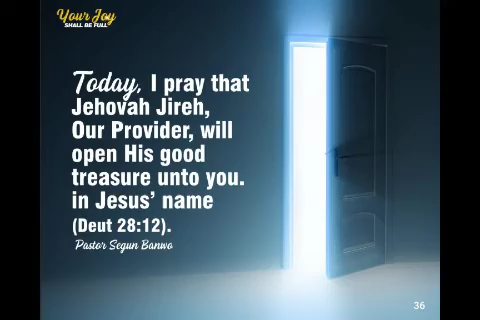 Your Joy
SHALL BE FULL
Today, I pray that
Jehovah Jireh,
Our Provider, will
open His good
treasure unto you.
in Jesus' name
(Deut 28:12).
Pastor Segun Banwo
36